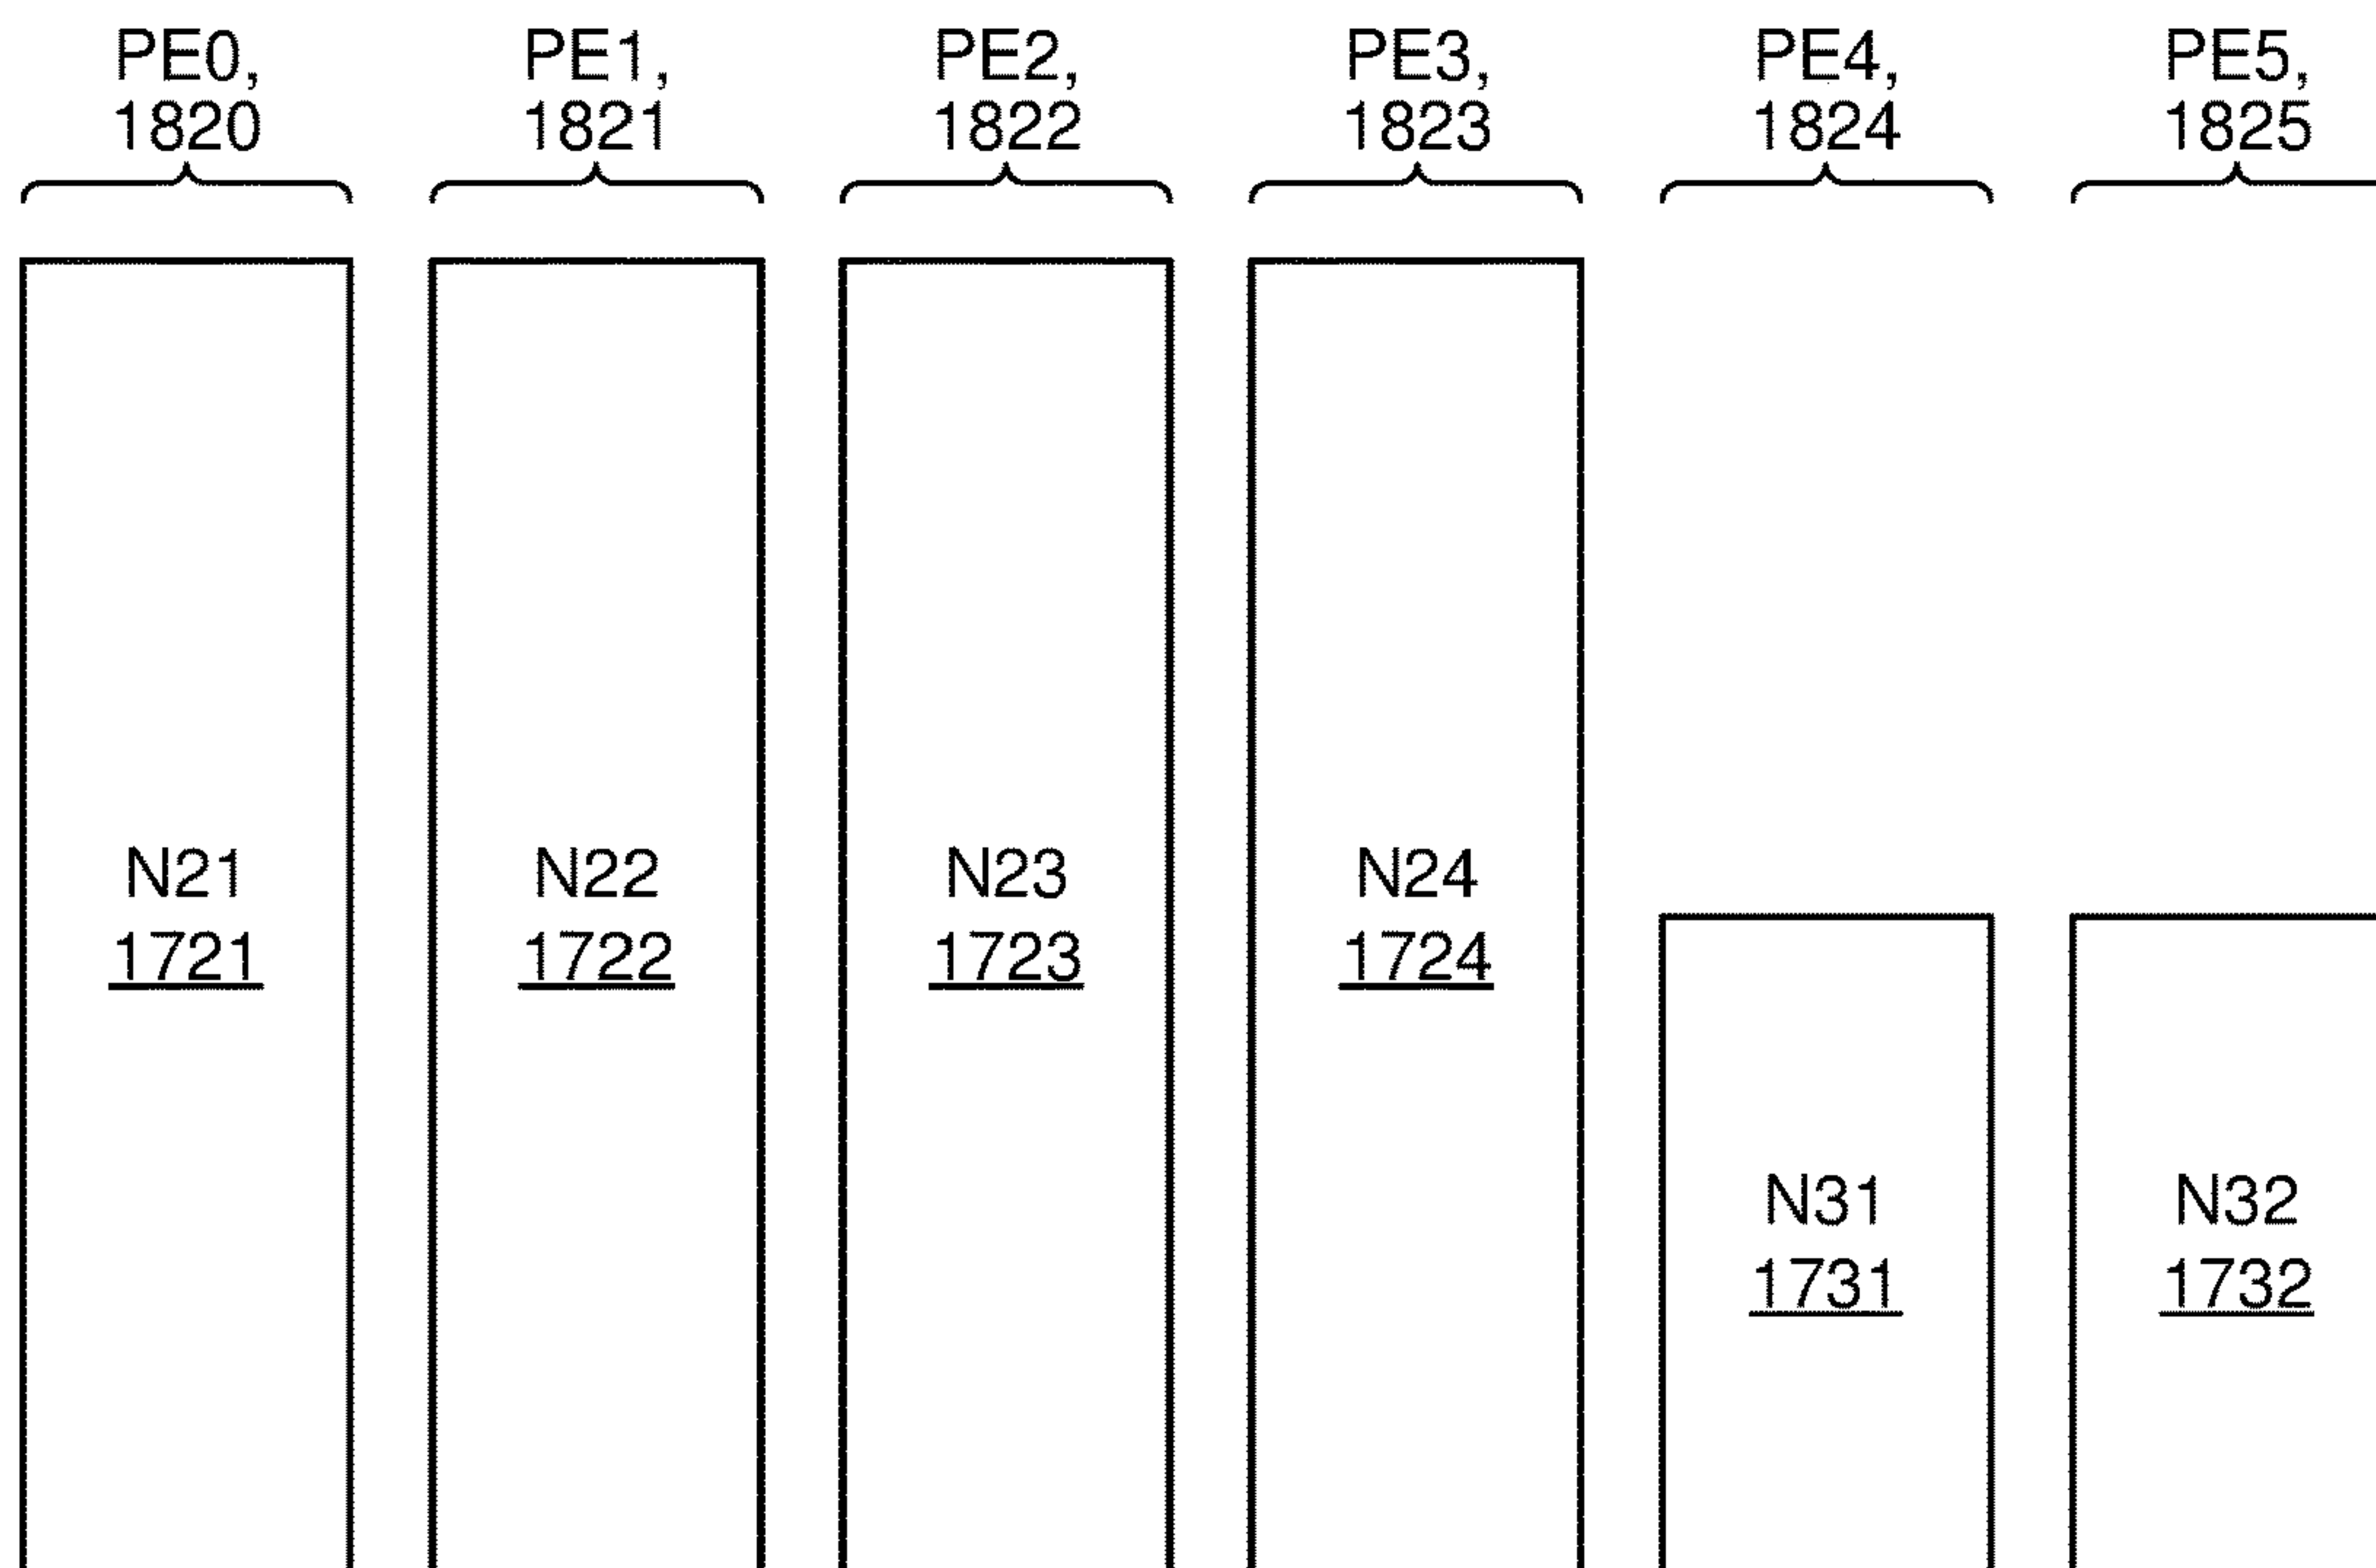 PE0,
1820
PE1,
1821
PE2,
1822
PE3,
1823
PE4,
1824
PE5,
1825
N21
1721
N22
1722
N23
1723
N24
1724
N31
1731
N32
1732